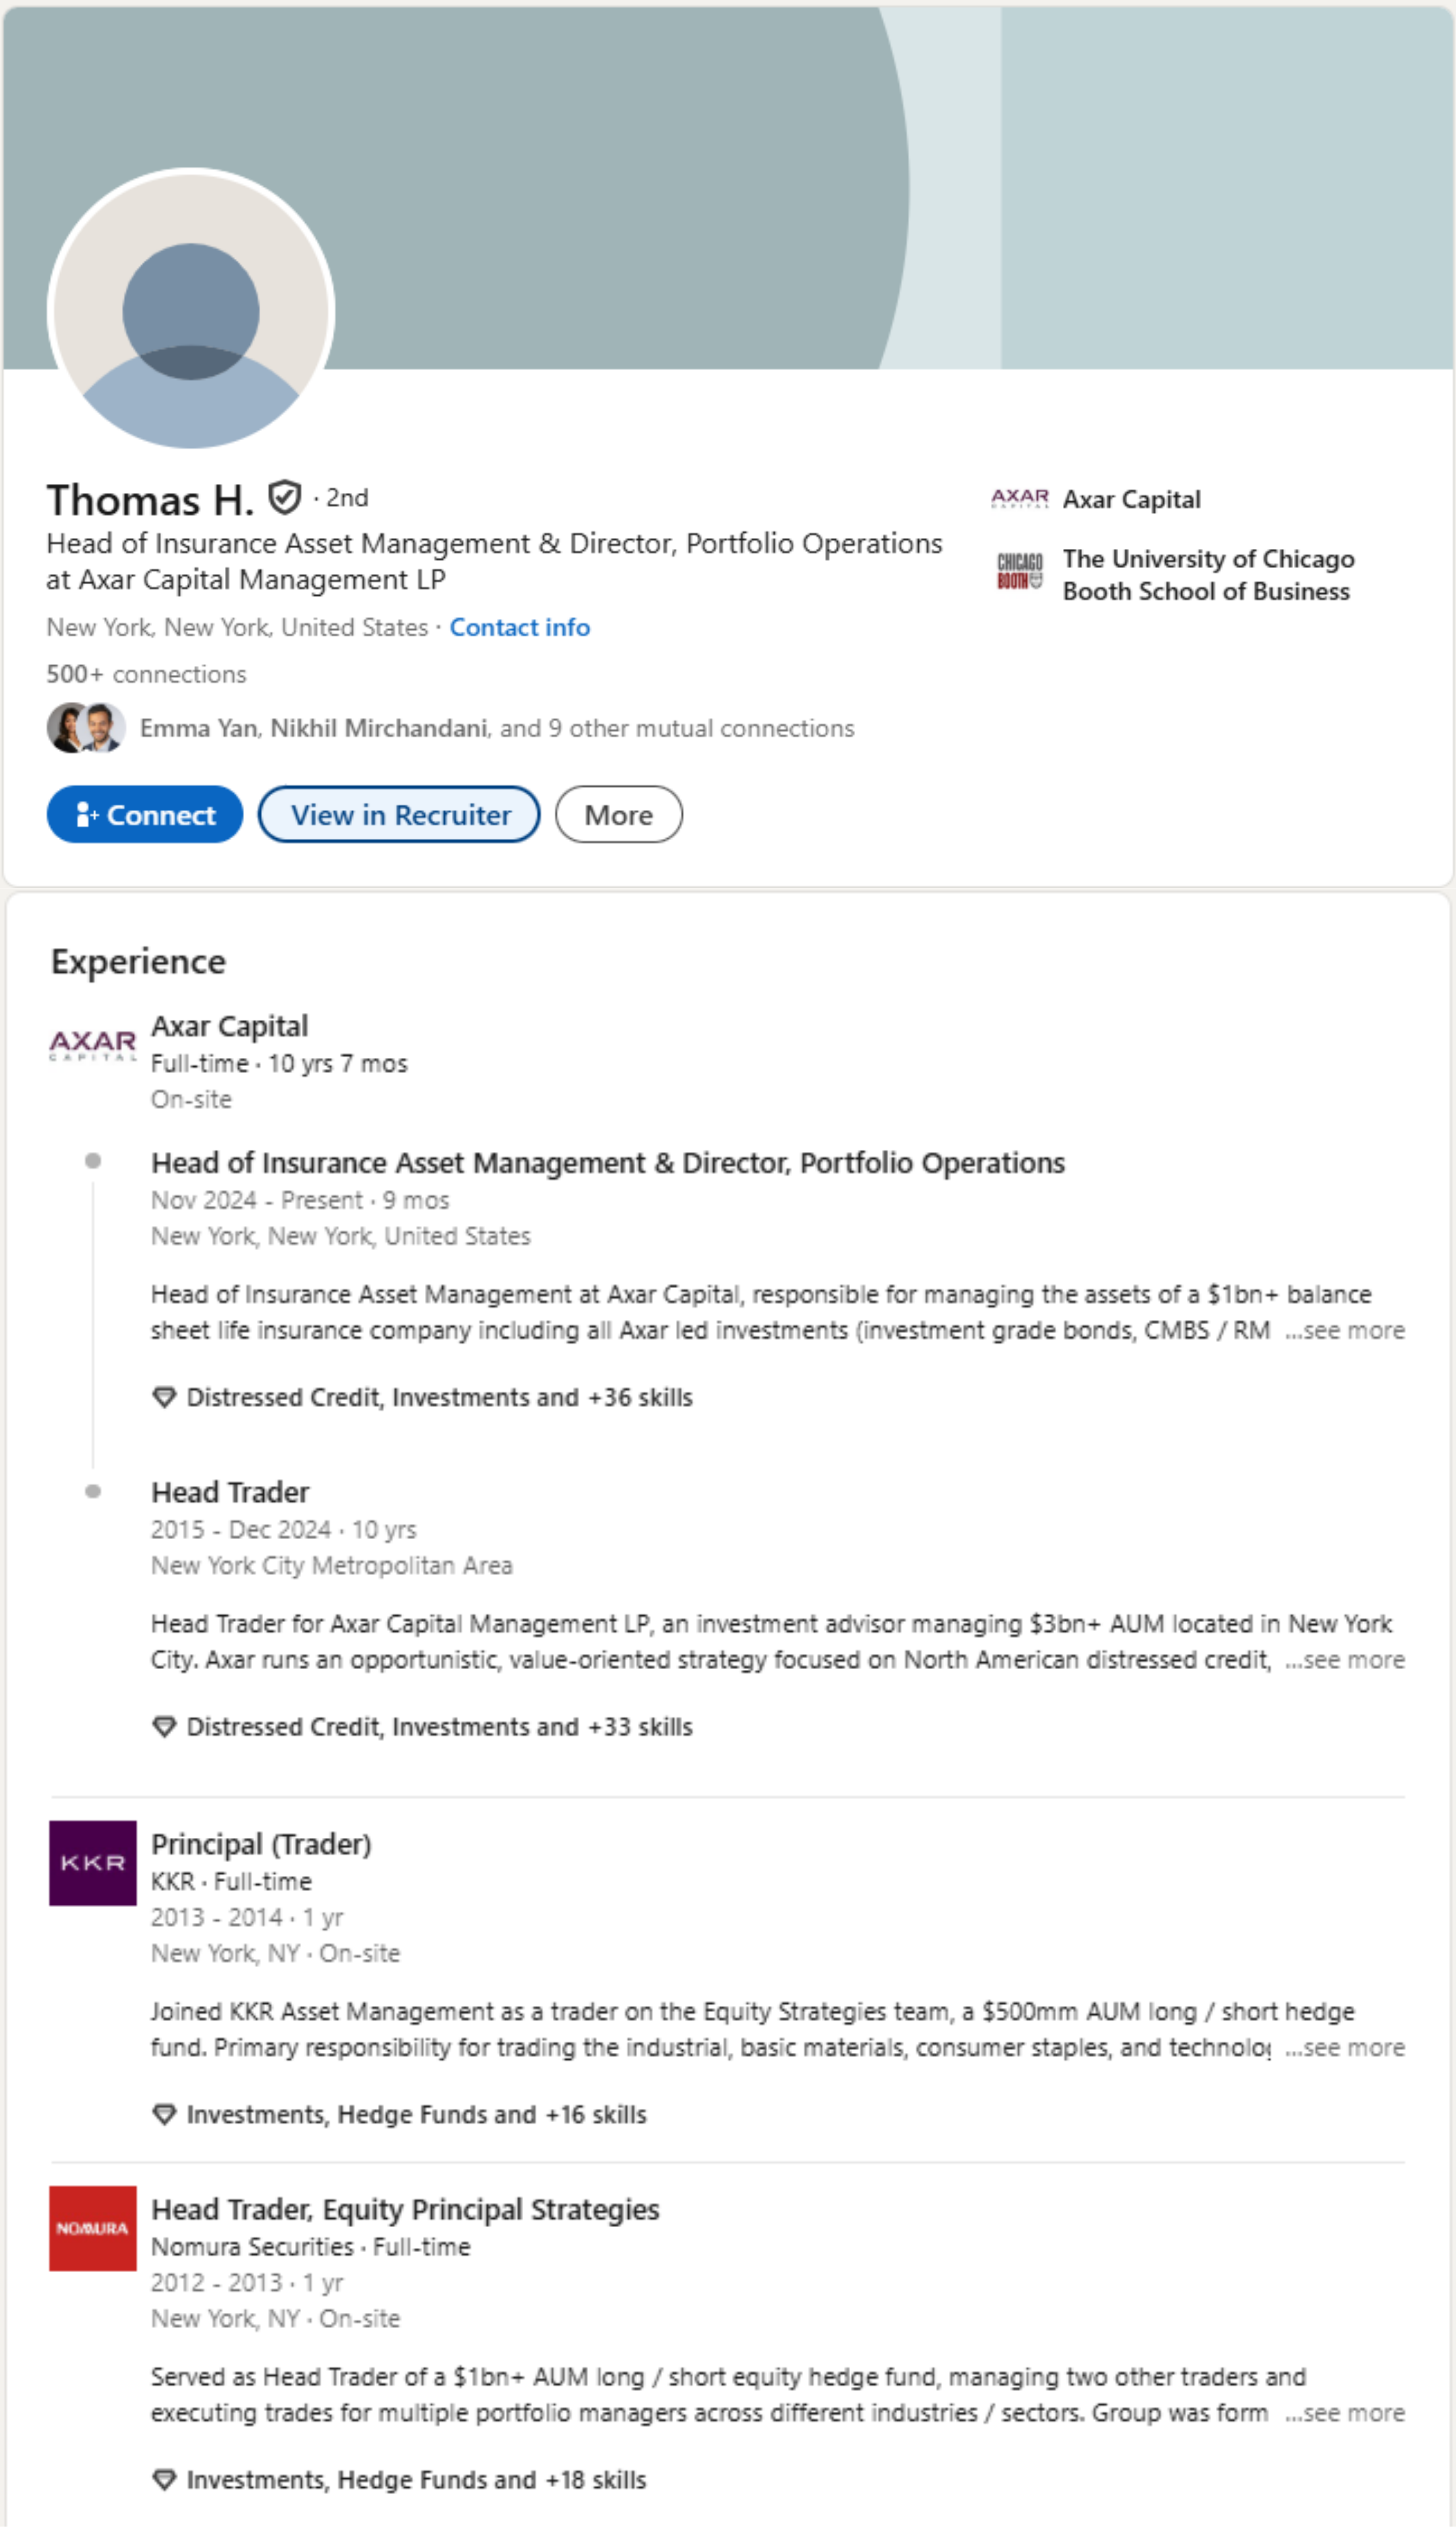 Thomas H. · 2nd
Head of Insurance Asset Management & Director, Portfolio Operations
at Axar Capital Management LP
New York, New York, United States · Contact info
500+ connections
Emma Yan, Nikhil Mirchandani, and 9 other mutual connections
Connect
View in Recruiter
More
AXAR
CAPITAL
Axar Capital
CHICAGO
BOOTH
The University of Chicago
Booth School of Business
Experience
AXAR
CAPITAL
Axar Capital
Full-time · 10 yrs 7 mos
On-site
Head of Insurance Asset Management & Director, Portfolio Operations
Nov 2024 - Present · 9 mos
New York, New York, United States
Head of Insurance Asset Management at Axar Capital, responsible for managing the assets of a $1bn+ balance
sheet life insurance company including all Axar led investments (investment grade bonds, CMBS / RM ...see more
Distressed Credit, Investments and +36 skills
Head Trader
2015 - Dec 2024 · 10 yrs
New York City Metropolitan Area
Head Trader for Axar Capital Management LP, an investment advisor managing $3bn+ AUM located in New York
City. Axar runs an opportunistic, value-oriented strategy focused on North American distressed credit, ...see more
Distressed Credit, Investments and +33 skills
KKR
Principal (Trader)
KKR · Full-time
2013 - 2014 · 1 yr
New York, NY · On-site
Joined KKR Asset Management as a trader on the Equity Strategies team, a $500mm AUM long / short hedge
fund. Primary responsibility for trading the industrial, basic materials, consumer staples, and technolog ...see more
Investments, Hedge Funds and +16 skills
NOMURA
Head Trader, Equity Principal Strategies
Nomura Securities · Full-time
2012 - 2013 · 1 yr
New York, NY · On-site
Served as Head Trader of a $1bn+ AUM long / short equity hedge fund, managing two other traders and
executing trades for multiple portfolio managers across different industries / sectors. Group was form ...see more
Investments, Hedge Funds and +18 skills